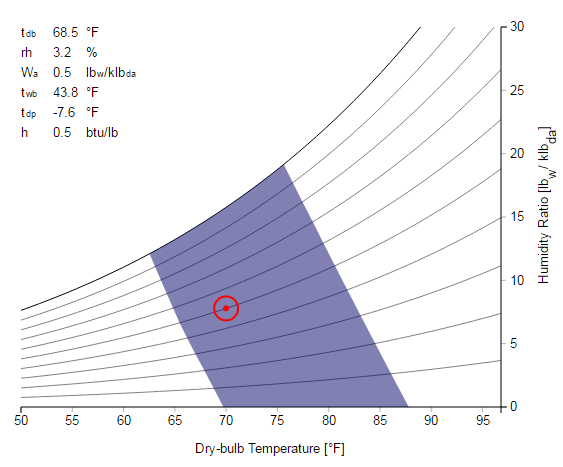 tdb 68.5 °F
rh 3.2 %
Wa 0.5 lbw/klbda
twb 43.8 °F
tdp -7.6 °F
h 0.5 btu/lb
30
25
20
15
10
5
0
Humidity Ratio [lbw/ klbda]
50 55 60 65 70 75 80 85 90 95
Dry-bulb Temperature [°F]